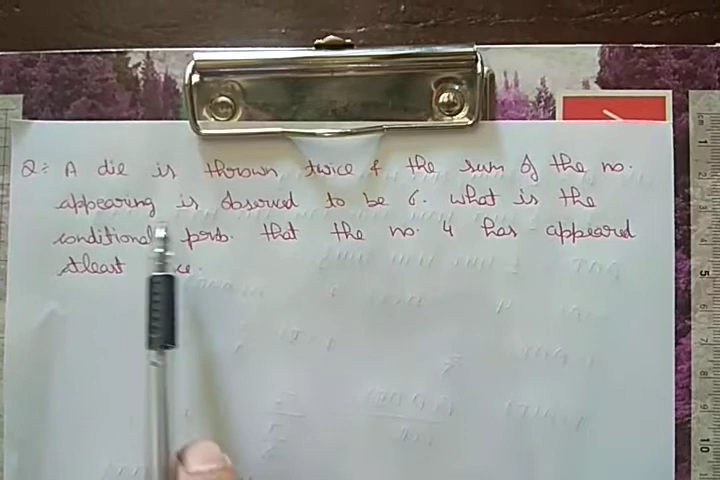 Q: A die is thrown twice & the sum of the no.
appearing is observed to be 6. what is the
conditional prob. that the no. 4 has appeared
atleast